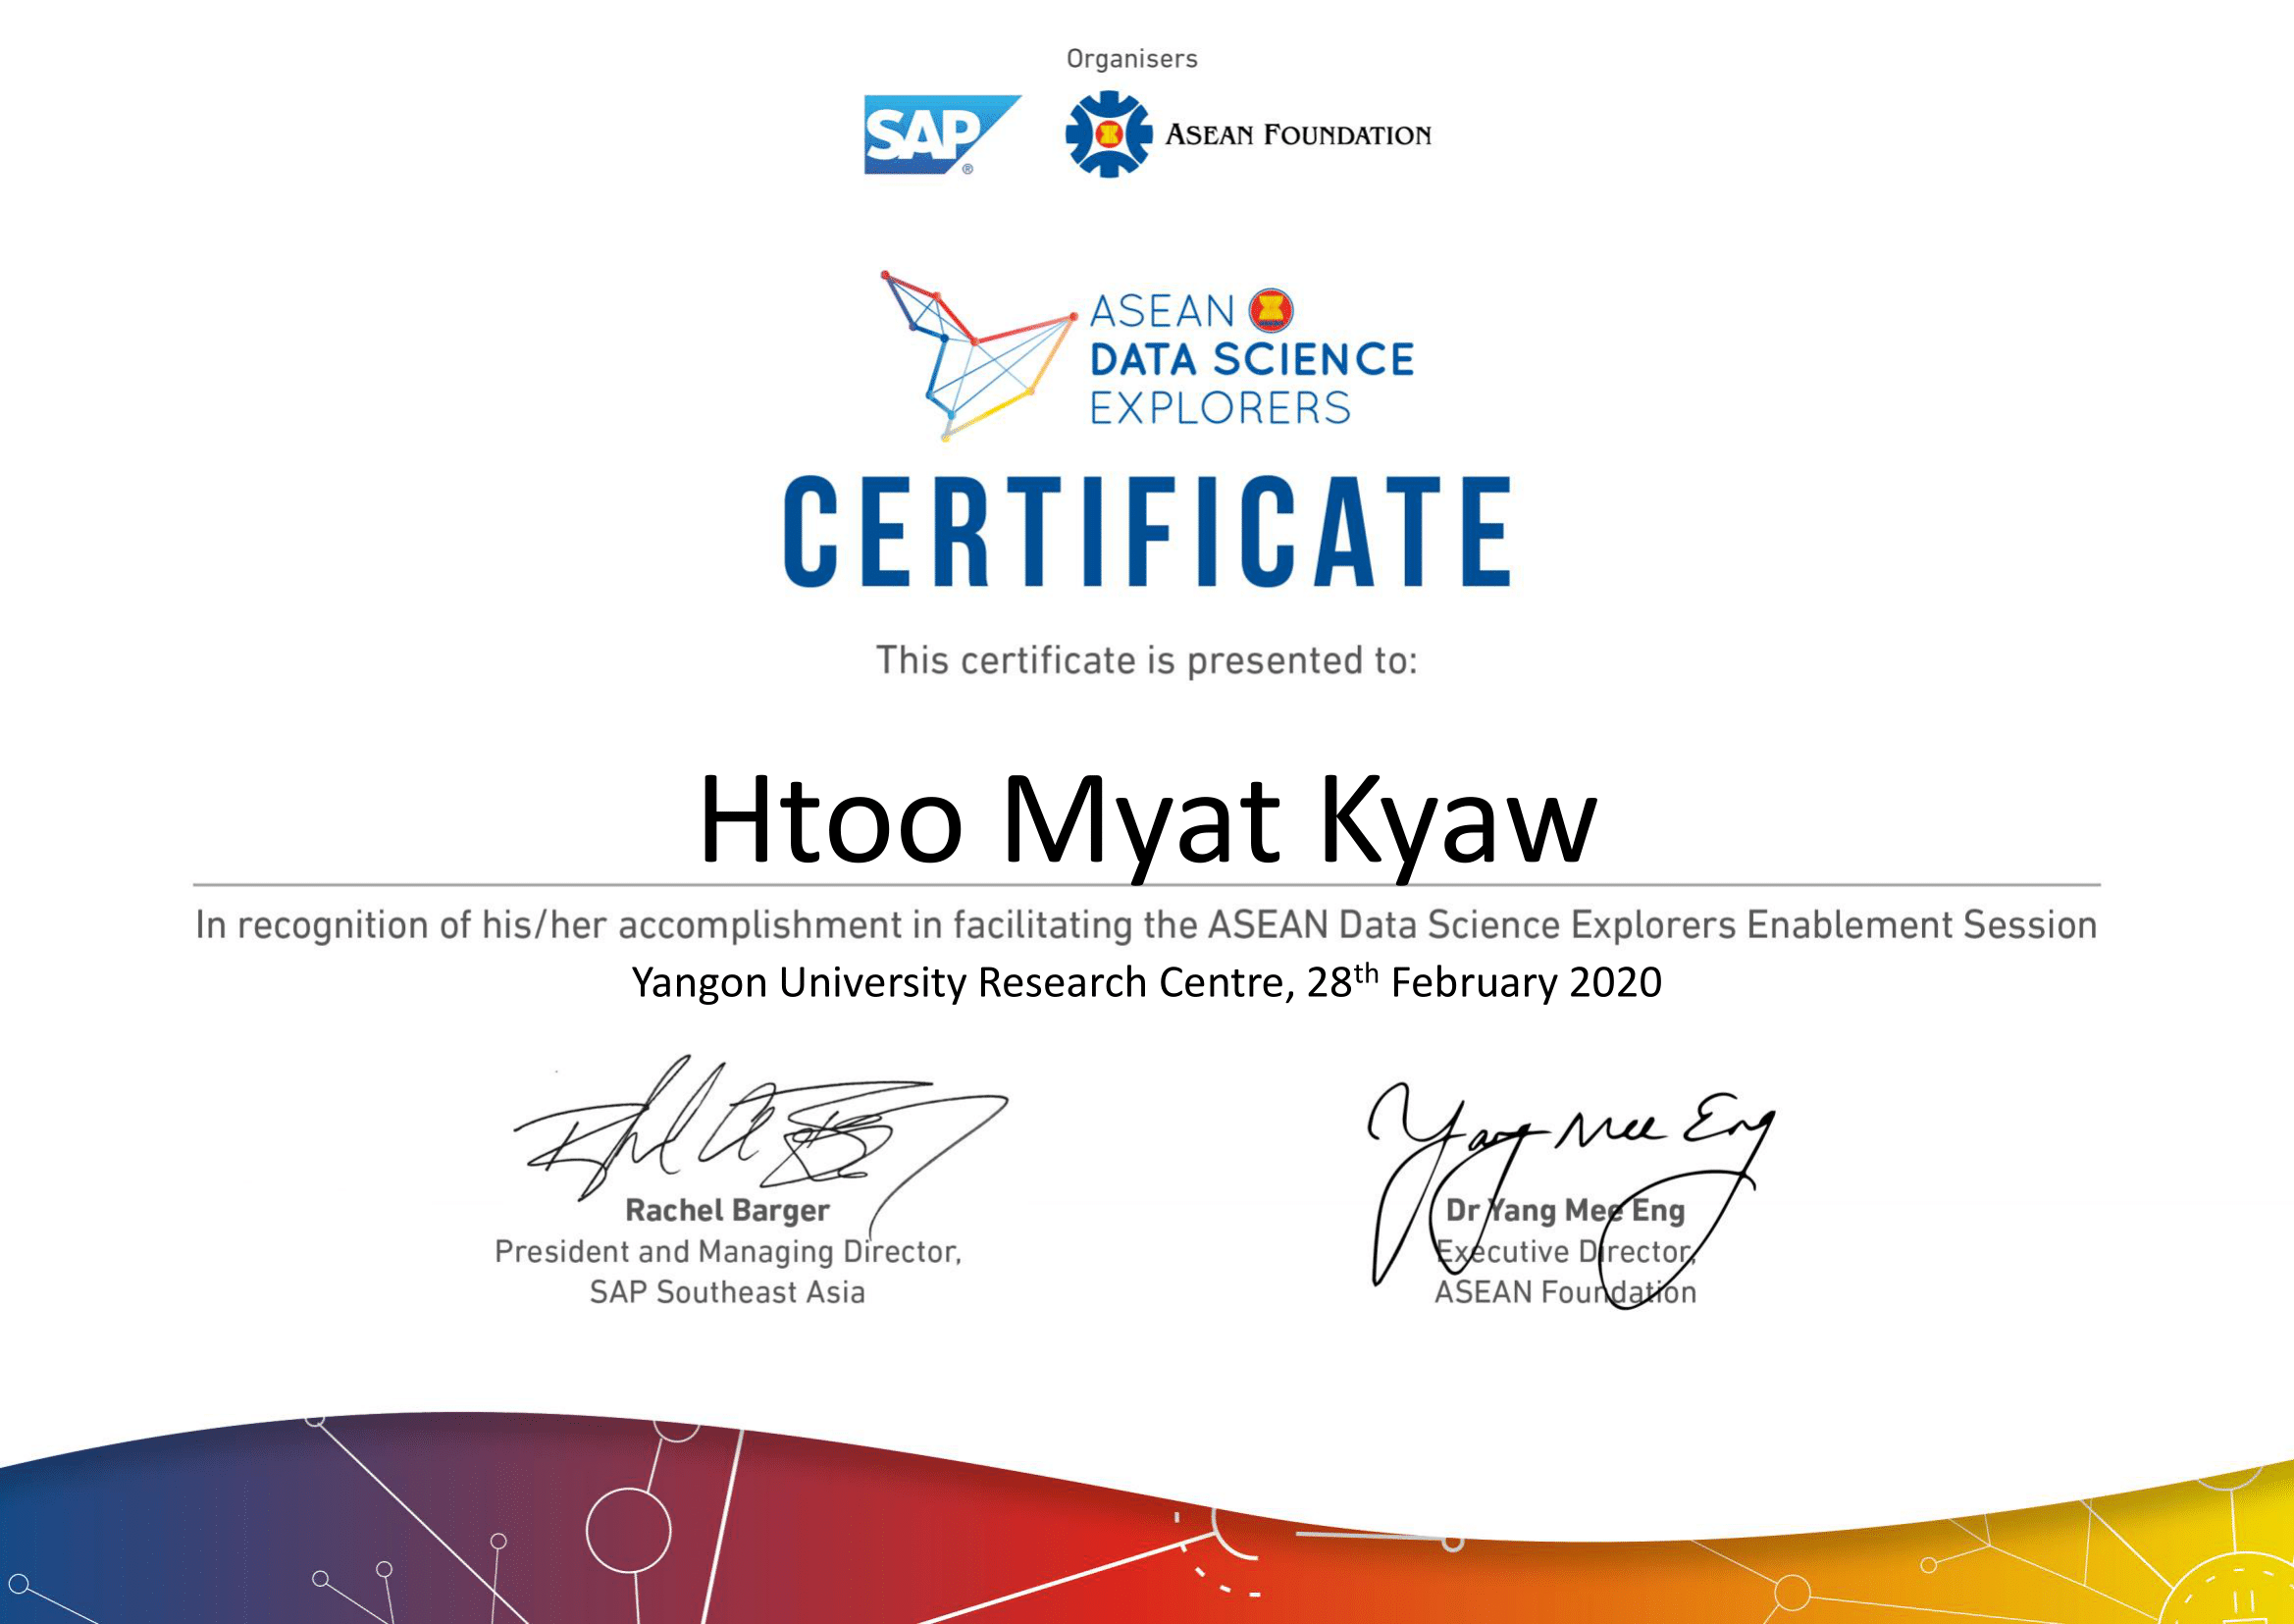 Organisers
SAP®
ASEAN FOUNDATION
ASEAN
DATA SCIENCE
EXPLORERS
CERTIFICATE
This certificate is presented to:
Htoo Myat Kyaw
In recognition of his/her accomplishment in facilitating the ASEAN Data Science Explorers Enablement Session
Yangon University Research Centre, 28th February 2020
Yang Mee Eng
Rachel Barger
President and Managing Director,
SAP Southeast Asia
Dr Yang Mee Eng
Executive Director,
ASEAN Foundation